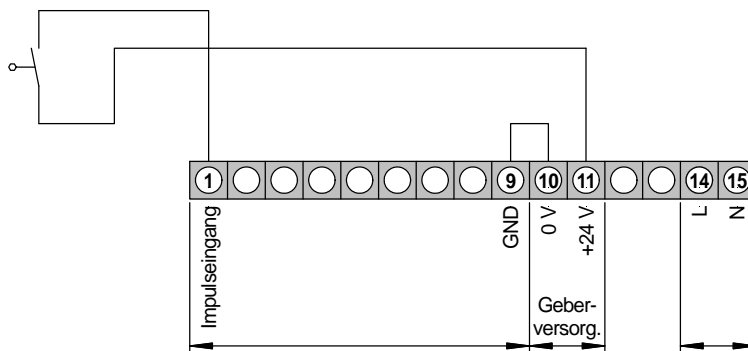 1 9 10 11 14 15
Impulseingang
GND
0 V
+24 V
L
N
Geber-
versorg.